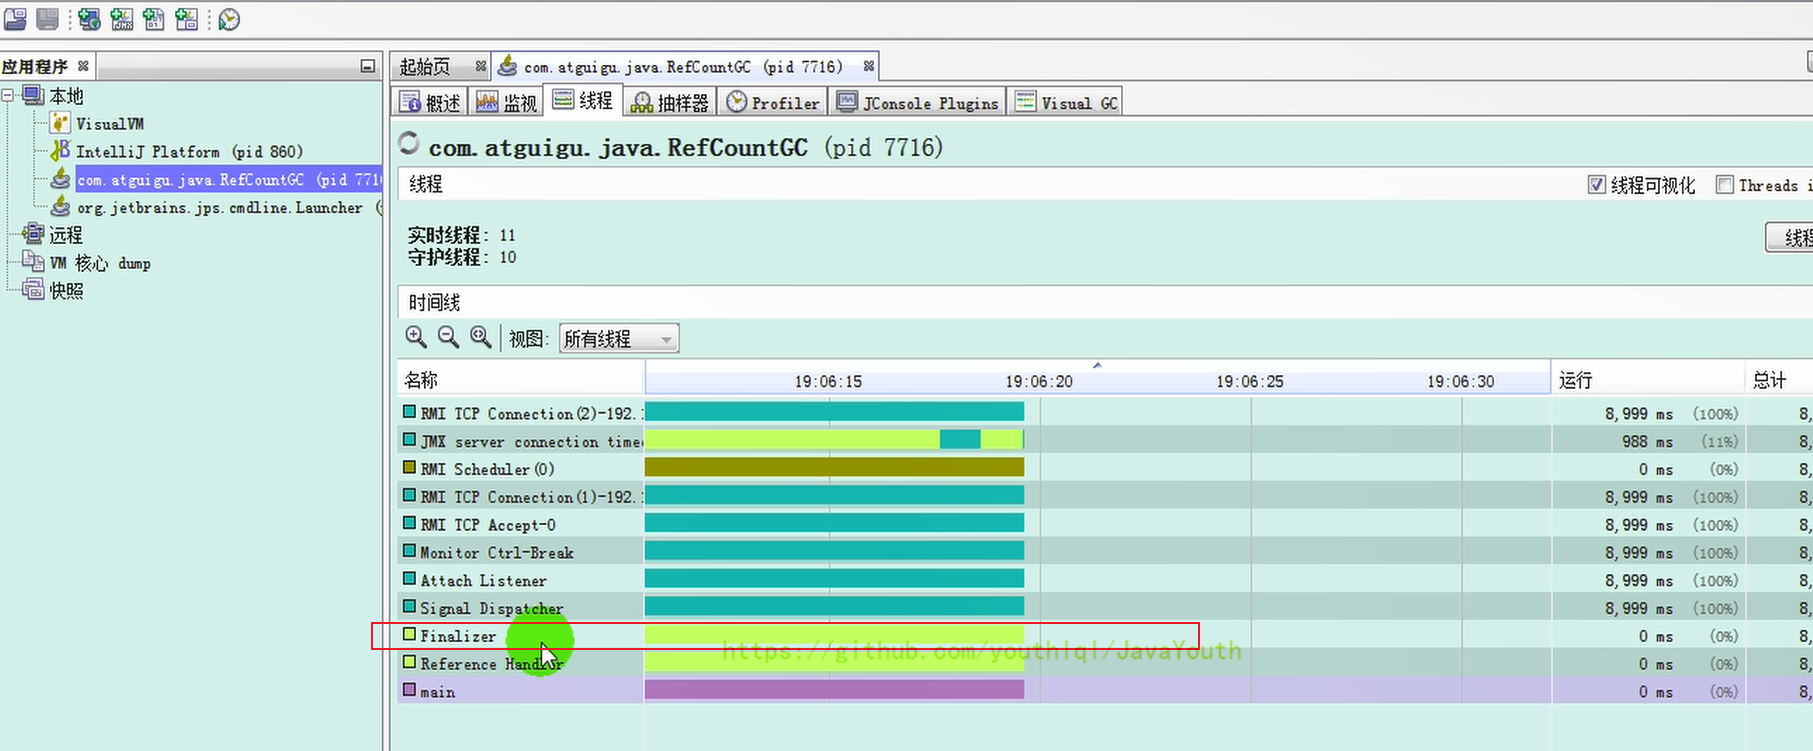 应用程序
本地
VisualVM
IntelliJ Platform (pid 860)
com.atguigu.java.RefCountGC (pid 771
org.jetbrains.jps.cmdline.Launcher (
远程
VM 核心 dump
快照
起始页 com.atguigu.java.RefCountGC (pid 7716)
概述 监视 线程 抽样器 Profiler JConsole Plugins Visual GC
com.atguigu.java.RefCountGC (pid 7716)
线程 线程可视化 Threads i
实时线程: 11
守护线程: 10
线程
时间线
视图: 所有线程
名称 19:06:15 19:06:20 19:06:25 19:06:30 运行 总计
RMI TCP Connection(2)-192. 8,999 ms (100%) 8,
JMX server connection time 988 ms (11%) 8,
RMI Scheduler(0) 0 ms (0%) 8,
RMI TCP Connection(1)-192. 8,999 ms (100%) 8,
RMI TCP Accept-0 8,999 ms (100%) 8,
Monitor Ctrl-Break 8,999 ms (100%) 8,
Attach Listener 8,999 ms (100%) 8,
Signal Dispatcher 8,999 ms (100%) 8,
Finalizer 0 ms (0%) 8,
https://github.com/youthlql/JavaYouth
Reference Handler 0 ms (0%) 8,
main 0 ms (0%) 8,